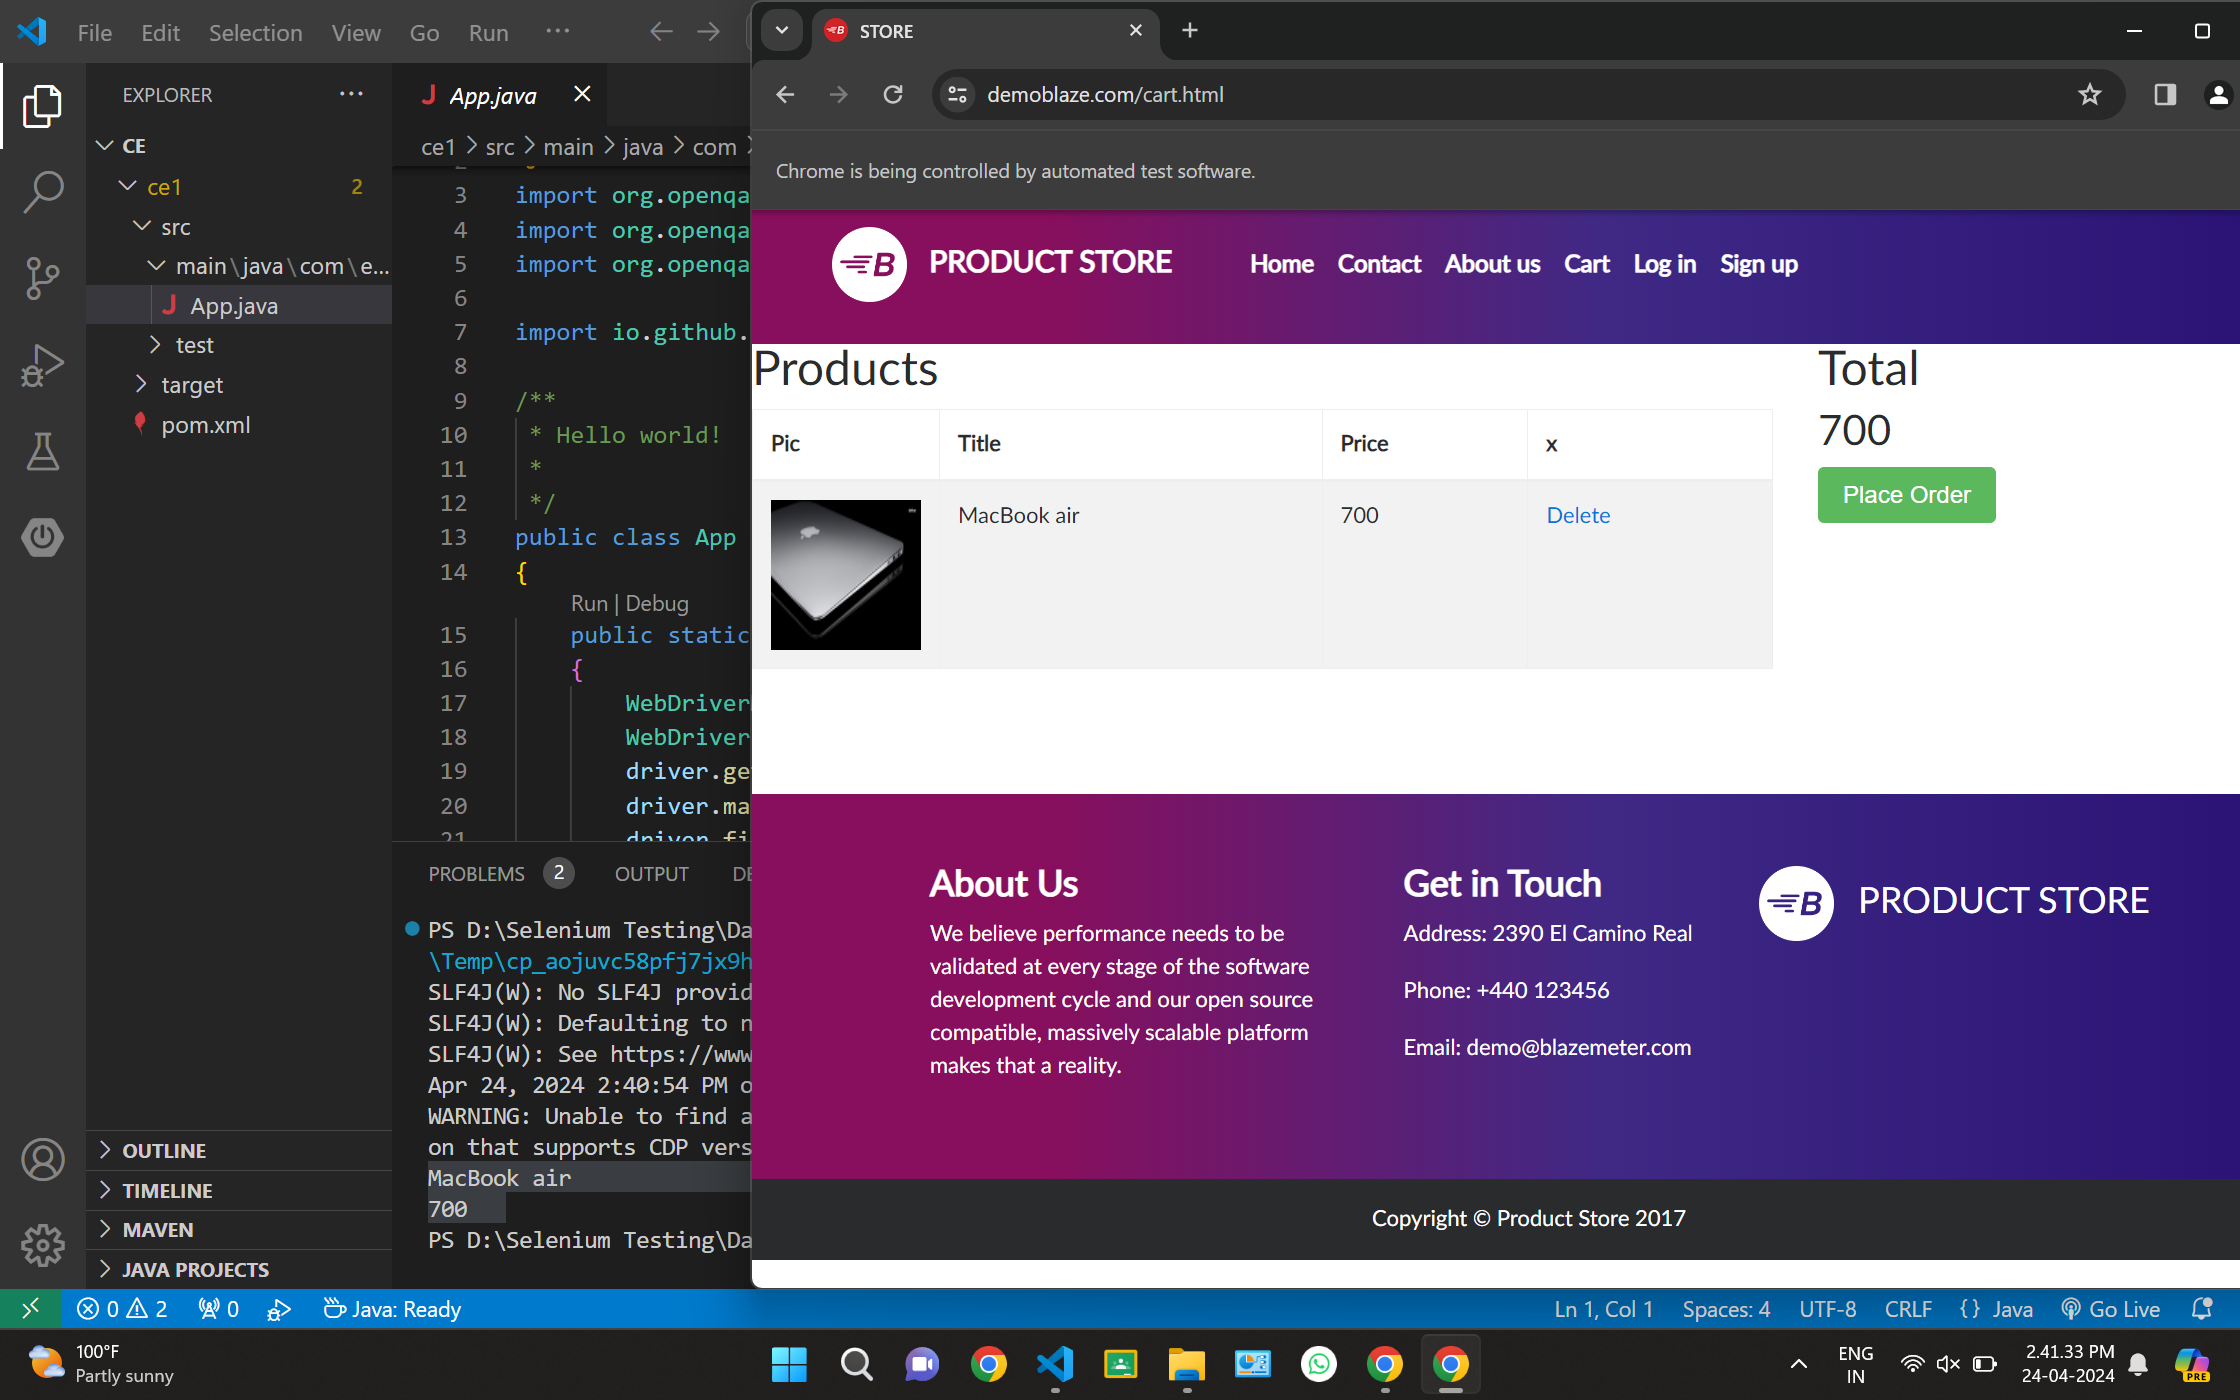 File Edit Selection View Go Run ...
EXPLORER ...
CE
ce1 2
src
main\java\com\e...
App.java
test
target
pom.xml
OUTLINE
TIMELINE
MAVEN
JAVA PROJECTS
App.java
ce1 > src > main > java > com >
3 import org.openqa
4 import org.openqa
5 import org.openqa
6
7 import io.github.
8
9 /**
10 * Hello world!
11 *
12 */
13 public class App
14 {
Run | Debug
15 public static
16 {
17 WebDriver
18 WebDriver
19 driver.ge
20 driver.ma
21 driver.fi
PROBLEMS 2 OUTPUT DE
PS D:\Selenium Testing\Da
\Temp\cp_aojuvc58pfj7jx9h
SLF4J(W): No SLF4J provid
SLF4J(W): Defaulting to n
SLF4J(W): See https://www
Apr 24, 2024 2:40:54 PM o
WARNING: Unable to find a
on that supports CDP vers
MacBook air
700
PS D:\Selenium Testing\Da
STORE
demoblaze.com/cart.html
Chrome is being controlled by automated test software.
B PRODUCT STORE Home Contact About us Cart Log in Sign up
Products
Pic Title Price x
MacBook air 700 Delete
Total
700
Place Order
About Us
We believe performance needs to be
validated at every stage of the software
development cycle and our open source
compatible, massively scalable platform
makes that a reality.
Get in Touch
Address: 2390 El Camino Real
Phone: +440 123456
Email: demo@blazemeter.com
B PRODUCT STORE
Copyright © Product Store 2017
0 2 0 Java: Ready Ln 1, Col 1 Spaces: 4 UTF-8 CRLF {} Java Go Live
100°F
Partly sunny
ENG
IN
2.41.33 PM
24-04-2024
PRE